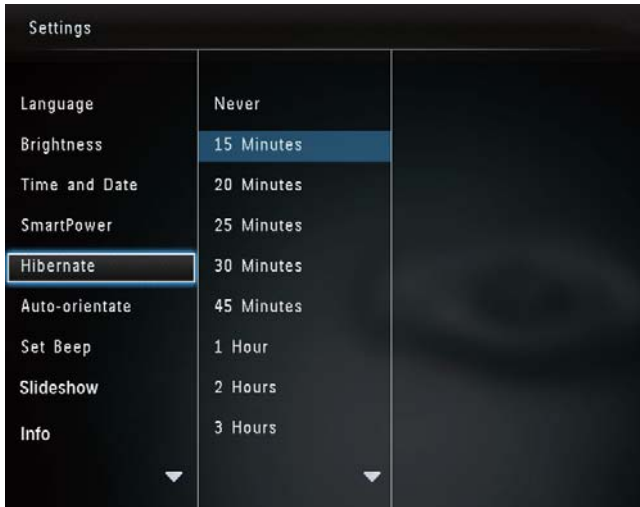 Settings
Language
Brightness
Time and Date
SmartPower
Hibernate
Auto-orientate
Set Beep
Slideshow
Info
Never
15 Minutes
20 Minutes
25 Minutes
30 Minutes
45 Minutes
1 Hour
2 Hours
3 Hours